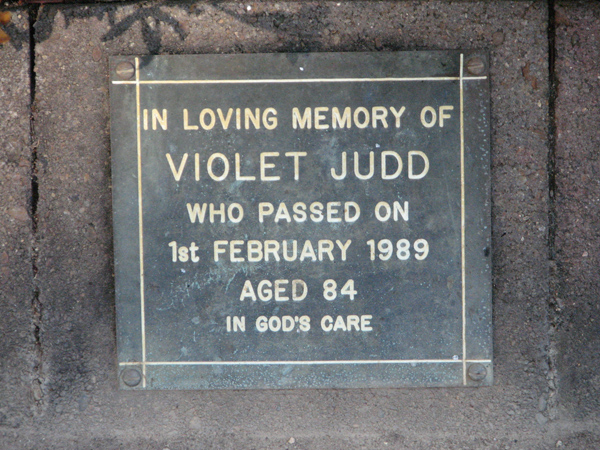 IN LOVING MEMORY OF
VIOLET JUDD
WHO PASSED ON
1st FEBRUARY 1989
AGED 84
IN GOD'S CARE